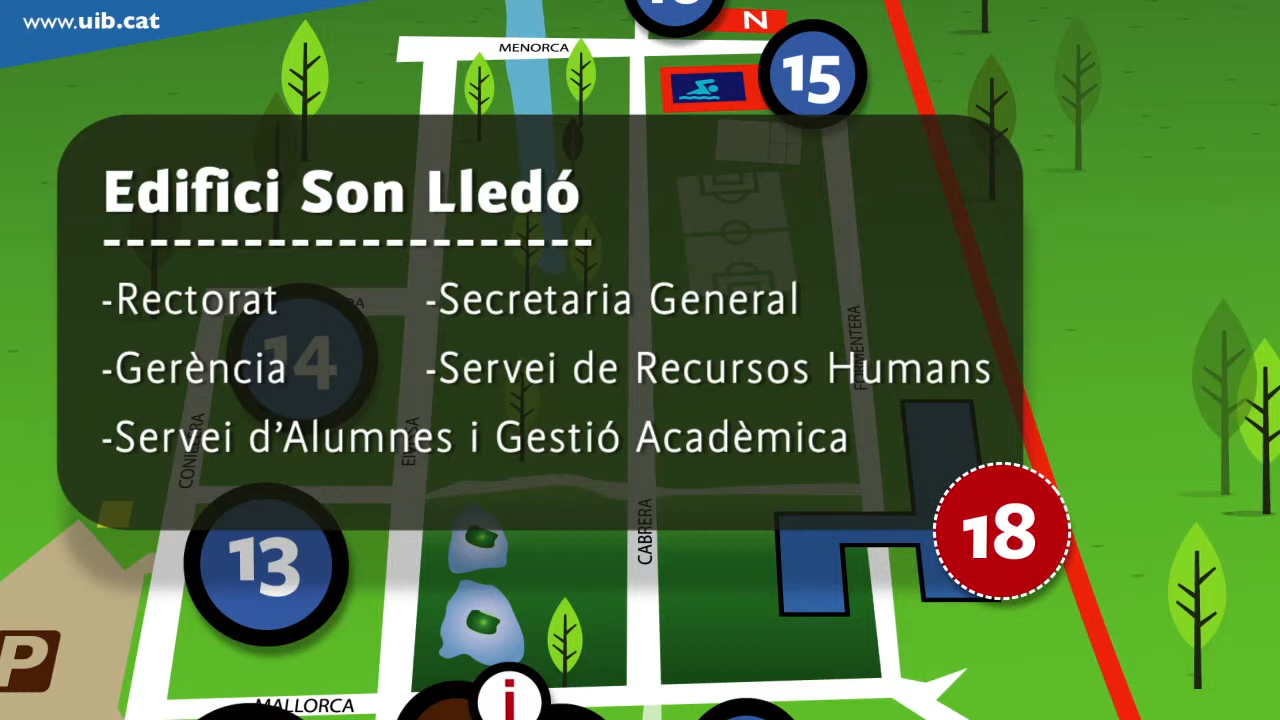 www.uib.cat
N
MENORCA
15
Edifici Son Lledó
-Rectorat
-Secretaria General
14
-Gerència
-Servei de Recursos Humans
FORMENTERA
-Servei d'Alumnes i Gestió Acadèmica
CONILLERA
EIVISSA
CABRERA
18
13
P
i
MALLORCA